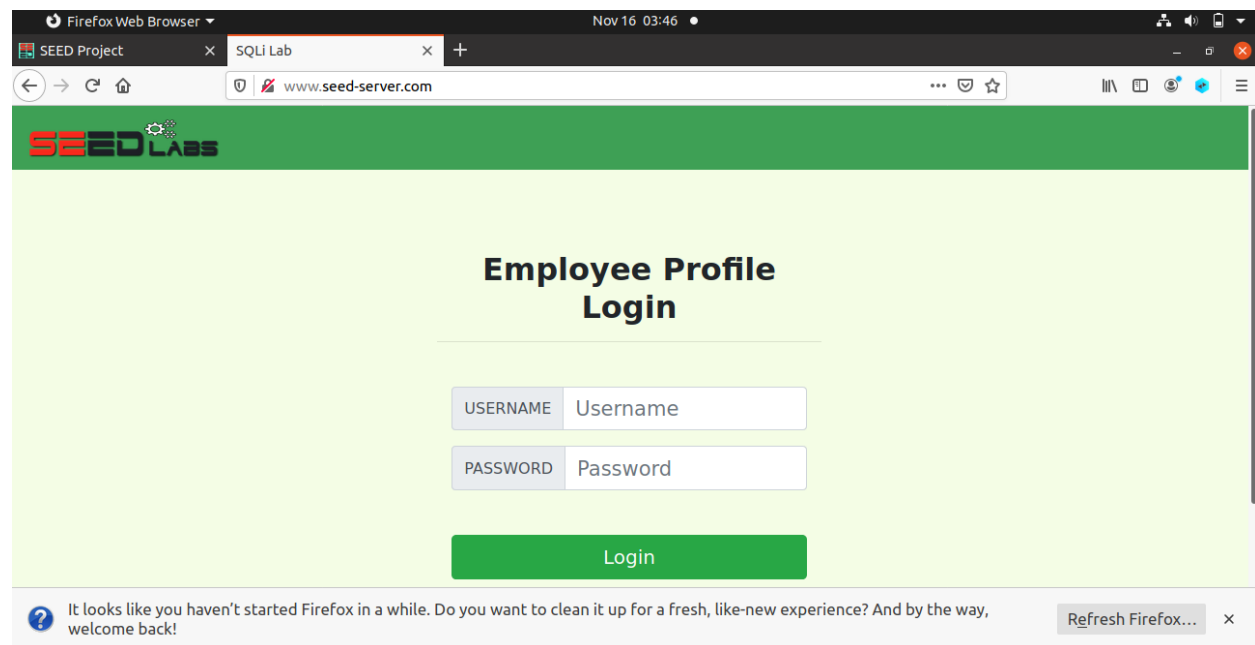 Firefox Web Browser Nov 16 03:46
SEED Project SQLi Lab
www.seed-server.com
SEED LABS
Employee Profile
Login
USERNAME Username
PASSWORD Password
Login
It looks like you haven't started Firefox in a while. Do you want to clean it up for a fresh, like-new experience? And by the way,
welcome back!
Refresh Firefox...